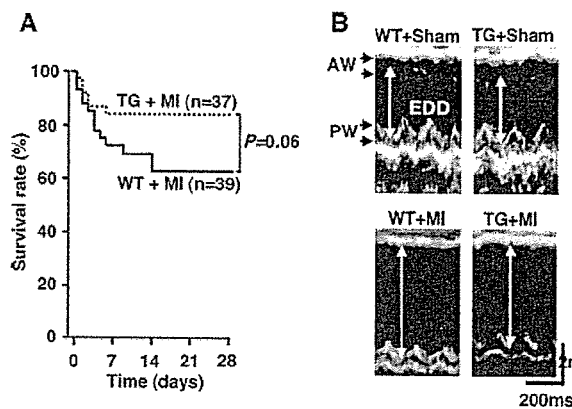 A
Survival rate (%)
100
80
60
40
20
0
TG + MI (n=37)
P=0.06
WT + MI (n=39)
0 7 14 21 28
Time (days)
B
WT+Sham TG+Sham
AW
EDD
PW
WT+MI TG+MI
200ms